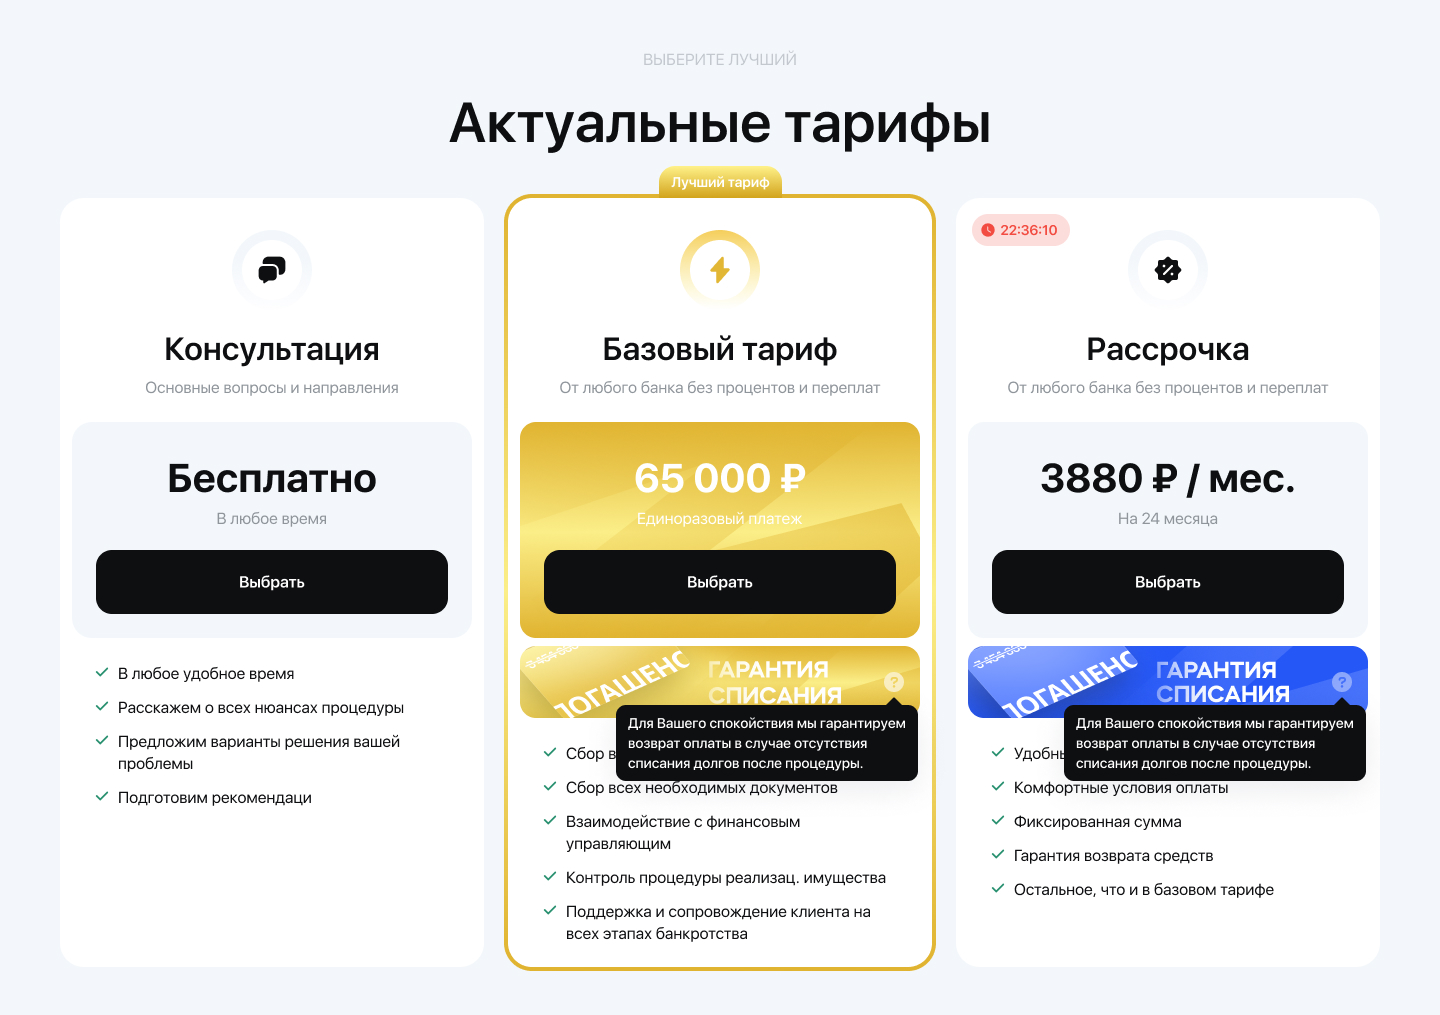 ВЫБЕРИТЕ ЛУЧШИЙ
Актуальные тарифы
Консультация
Основные вопросы и направления
Бесплатно
В любое время
Выбрать
В любое удобное время
Расскажем о всех нюансах процедуры
Предложим варианты решения вашей
проблемы
Подготовим рекомендаци
Лучший тариф
Базовый тариф
От любого банка без процентов и переплат
65 000 ₽
Единоразовый платеж
Выбрать
ГАРАНТИЯ
СПИСАНИЯ
?
Для Вашего спокойствия мы гарантируем
возврат оплаты в случае отсутствия
списания долгов после процедуры.
Сбор
Сбор всех необходимых документов
Взаимодействие с финансовым
управляющим
Контроль процедуры реализац. имущества
Поддержка и сопровождение клиента на
всех этапах банкротства
22:36:10
Рассрочка
От любого банка без процентов и переплат
3880 ₽ / мес.
На 24 месяца
Выбрать
ГАРАНТИЯ
СПИСАНИЯ
?
Для Вашего спокойствия мы гарантируем
возврат оплаты в случае отсутствия
списания долгов после процедуры.
Комфортные условия оплаты
Фиксированная сумма
Гарантия возврата средств
Остальное, что и в базовом тарифе